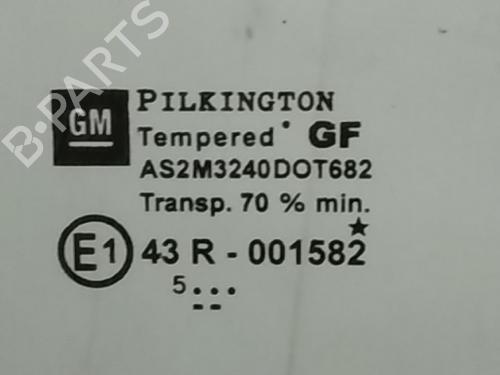 B-PARTS
GM
PILKINGTON
Tempered GF
AS2M3240DOT682
Transp. 70 % min.
E1 43 R - 001582
5...
--